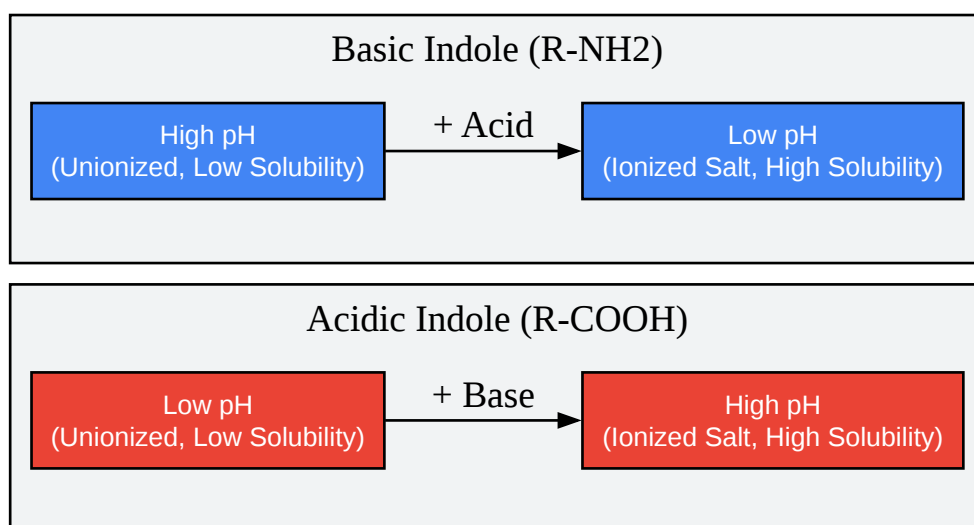 Basic Indole (R-NH2)
+ Acid
High pH
(Unionized, Low Solubility)
Low pH
(Ionized Salt, High Solubility)
Acidic Indole (R-COOH)
+ Base
Low pH
(Unionized, Low Solubility)
High pH
(Ionized Salt, High Solubility)